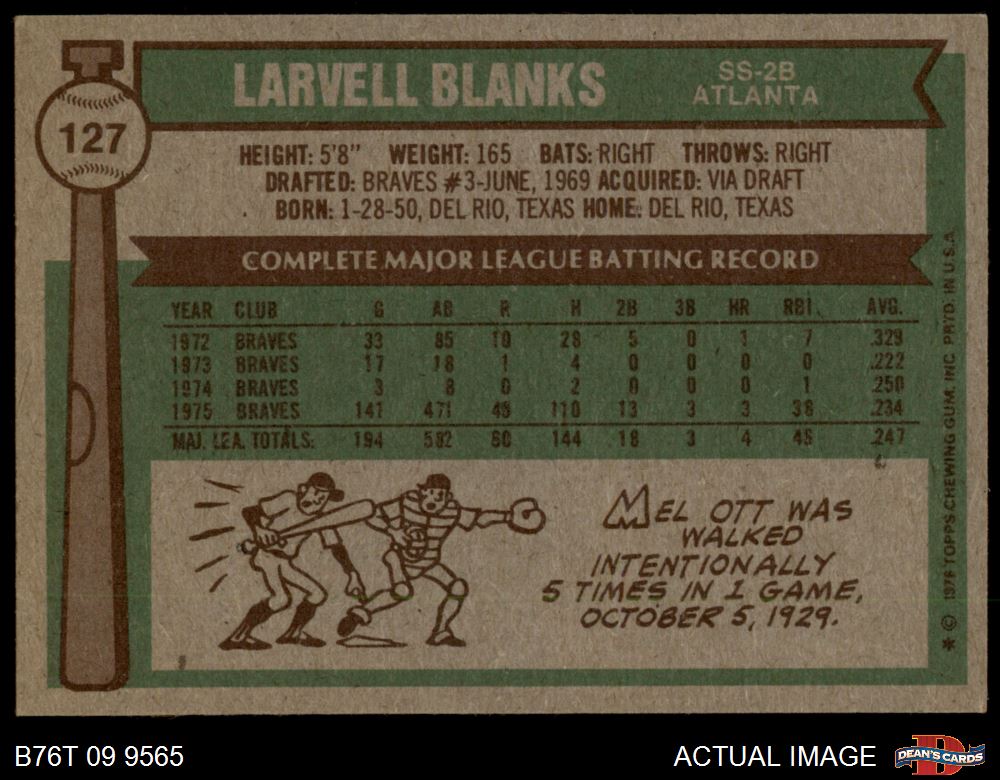 LARVELL BLANKS
SS-2B
ATLANTA
127
HEIGHT: 5'8" WEIGHT: 165 BATS: RIGHT THROWS: RIGHT
DRAFTED: BRAVES #3-JUNE, 1969 ACQUIRED: VIA DRAFT
BORN: 1-28-50, DEL RIO, TEXAS HOME: DEL RIO, TEXAS
COMPLETE MAJOR LEAGUE BATTING RECORD
YEAR CLUB G AB R H 2B 3B HR RBI AVG.
1972 BRAVES 33 85 10 28 5 0 1 7 .329
1973 BRAVES 17 18 1 4 0 0 0 0 .222
1974 BRAVES 3 8 0 2 0 0 0 1 .250
1975 BRAVES 141 471 49 110 13 3 3 38 .234
MAJ. LEA. TOTALS: 194 582 60 144 18 3 4 46 .247
MEL OTT WAS
WALKED
INTENTIONALLY
5 TIMES IN 1 GAME,
OCTOBER 5, 1929.
* © 1976 TOPPS CHEWING GUM, INC. PRTD. IN U.S.A.
B76T 09 9565
ACTUAL IMAGE
D
DEAN'S CARDS